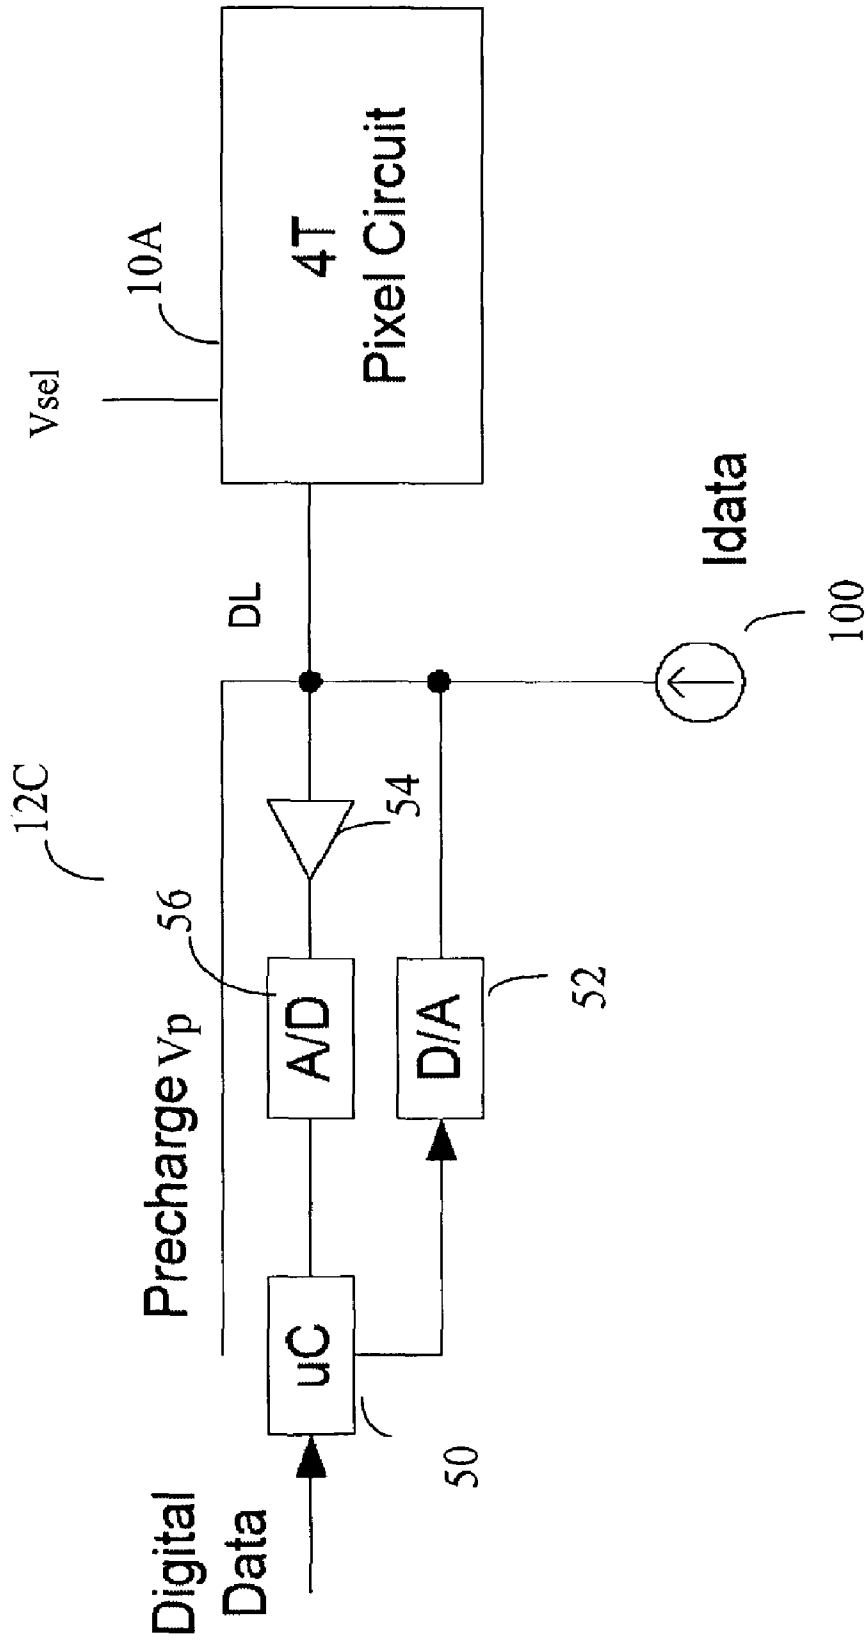 12C
Vsel
10A
Precharge Vp
56
DL
4T
Pixel Circuit
Digital
Data
uC
A/D
54
50
D/A
52
Idata
100